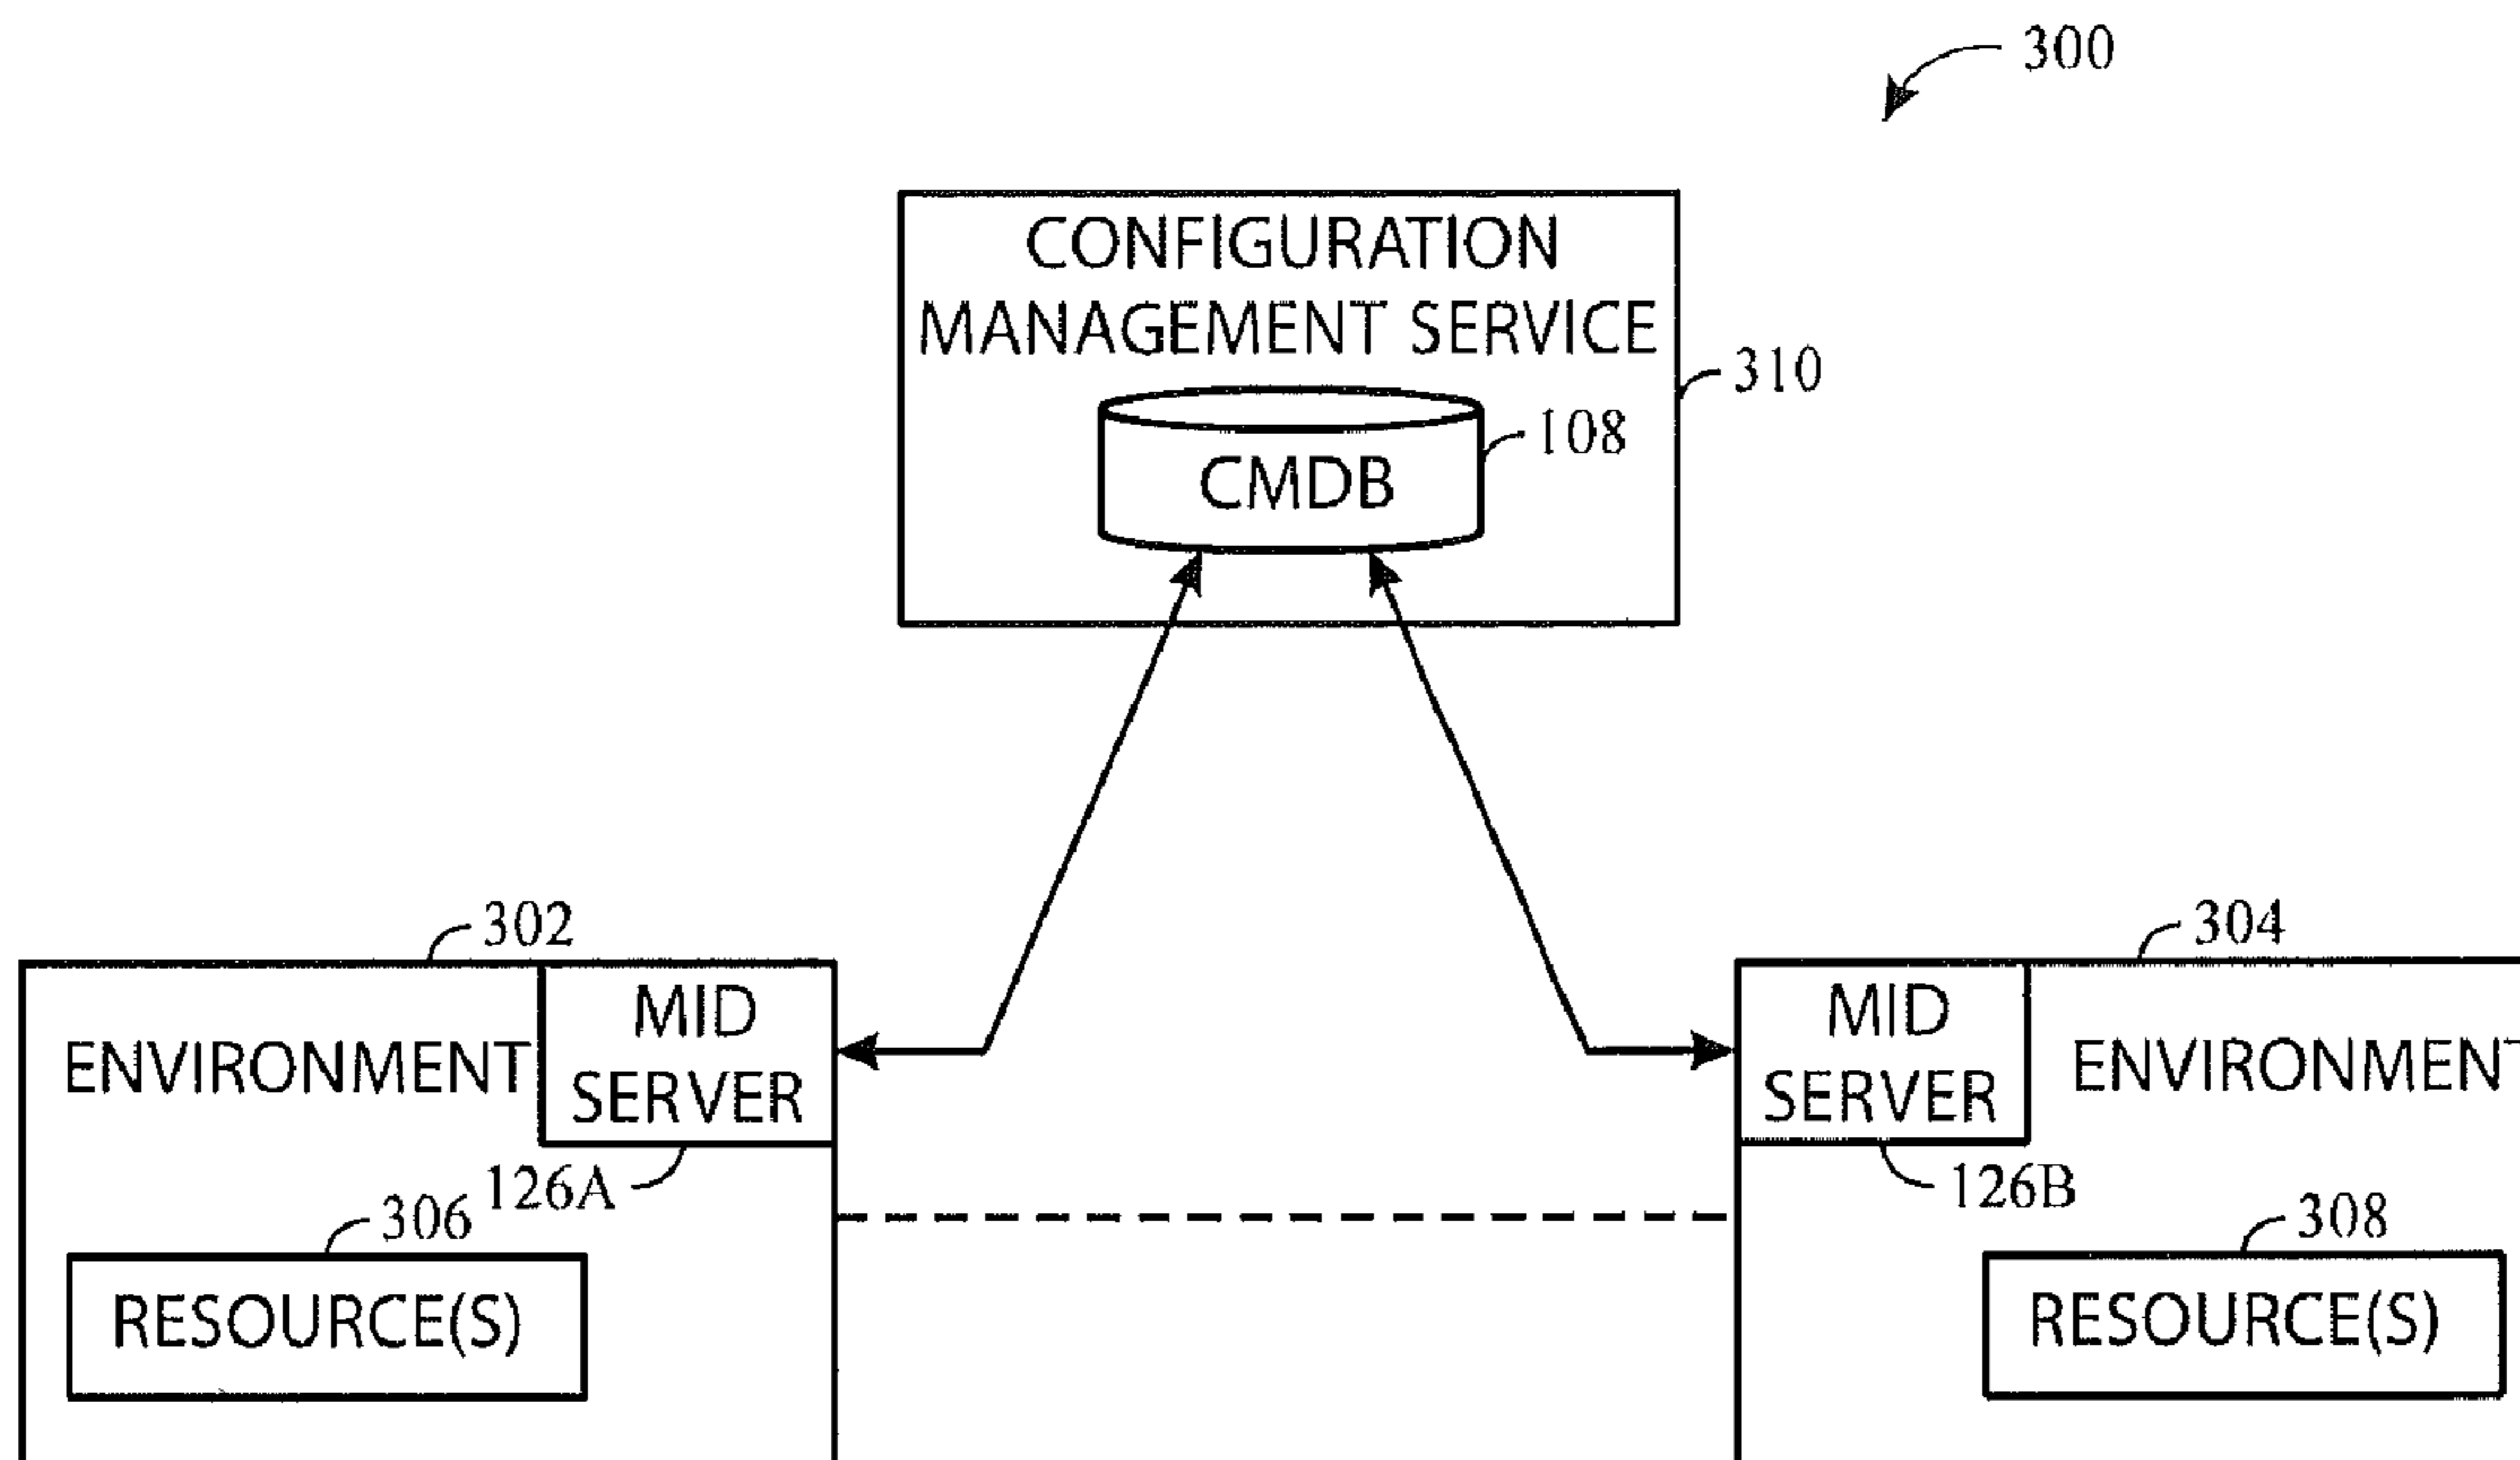 300
CONFIGURATION
MANAGEMENT SERVICE
310
108
CMDB
302
304
MID
SERVER
ENVIRONMENT
MID
SERVER
ENVIRONMENT
126A
126B
306
308
RESOURCE(S)
RESOURCE(S)